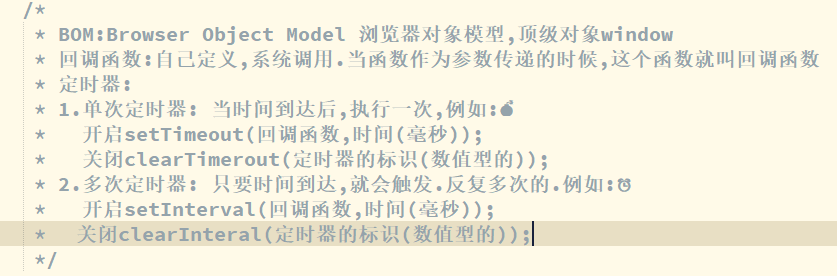 /*
* BOM:Browser Object Model 浏览器对象模型,顶级对象window
* 回调函数:自己定义,系统调用.当函数作为参数传递的时候,这个函数就叫回调函数
* 定时器:
* 1.单次定时器: 当时间到达后,执行一次,例如:💣
* 开启setTimeout(回调函数,时间(毫秒));
* 关闭clearTimerout(定时器的标识(数值型的));
* 2.多次定时器: 只要时间到达,就会触发.反复多次的.例如:⏰
* 开启setInterval(回调函数,时间(毫秒));
* 关闭clearInteral(定时器的标识(数值型的));
*/